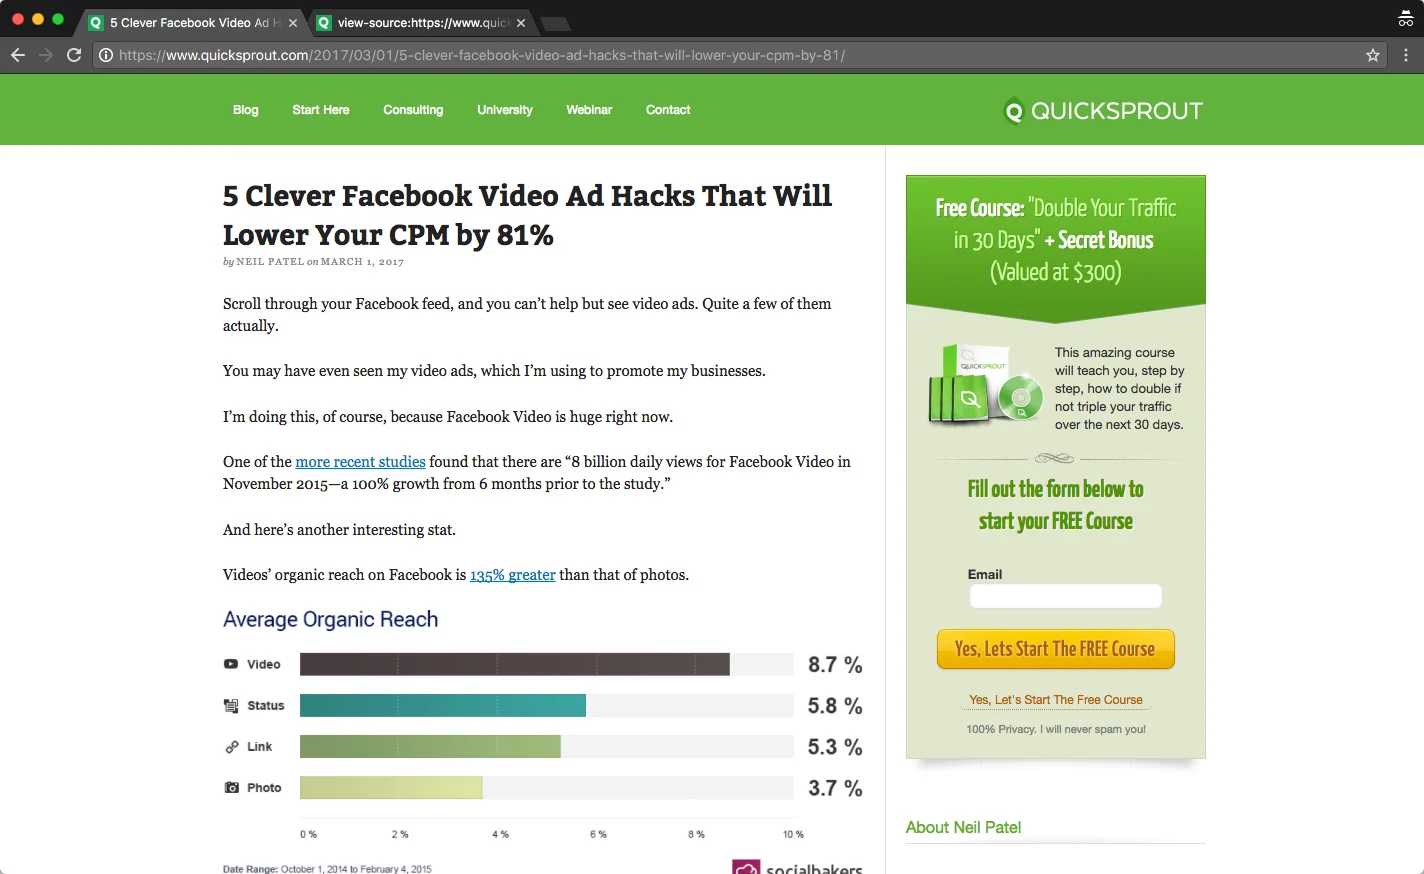 5 Clever Facebook Video Ad H
view-source:https://www.quick
https://www.quicksprout.com/2017/03/01/5-clever-facebook-video-ad-hacks-that-will-lower-your-cpm-by-81/
Blog
Start Here
Consulting
University
Webinar
Contact
QUICKSPROUT
5 Clever Facebook Video Ad Hacks That Will
Lower Your CPM by 81%
by NEIL PATEL on MARCH 1, 2017
Scroll through your Facebook feed, and you can’t help but see video ads. Quite a few of them
actually.
You may have even seen my video ads, which I’m using to promote my businesses.
I’m doing this, of course, because Facebook Video is huge right now.
One of the more recent studies found that there are “8 billion daily views for Facebook Video in
November 2015—a 100% growth from 6 months prior to the study.”
And here’s another interesting stat.
Videos’ organic reach on Facebook is 135% greater than that of photos.
Average Organic Reach
Video 8.7 %
Status 5.8 %
Link 5.3 %
Photo 3.7 %
0 % 2 % 4 % 6 % 8 % 10 %
Date Range: October 1, 2014 to February 4, 2015
socialbakers
Free Course: "Double Your Traffic
in 30 Days" + Secret Bonus
(Valued at $300)
QUICKSPROUT
This amazing course
will teach you, step by
step, how to double if
not triple your traffic
over the next 30 days.
Fill out the form below to
start your FREE Course
Email
Yes, Lets Start The FREE Course
Yes, Let's Start The Free Course
100% Privacy. I will never spam you!
About Neil Patel